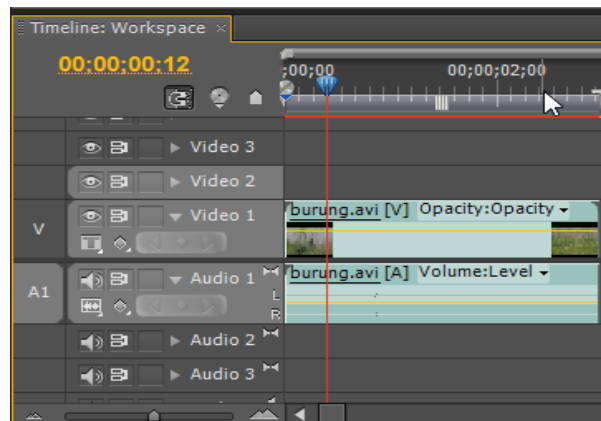 Timeline: Workspace ×
00;00;00;12
;00;00 00;00;02;00
Video 3
Video 2
V Video 1 burung.avi [V] Opacity:Opacity
A1 Audio 1 burung.avi [A] Volume:Level
L
R
Audio 2
Audio 3